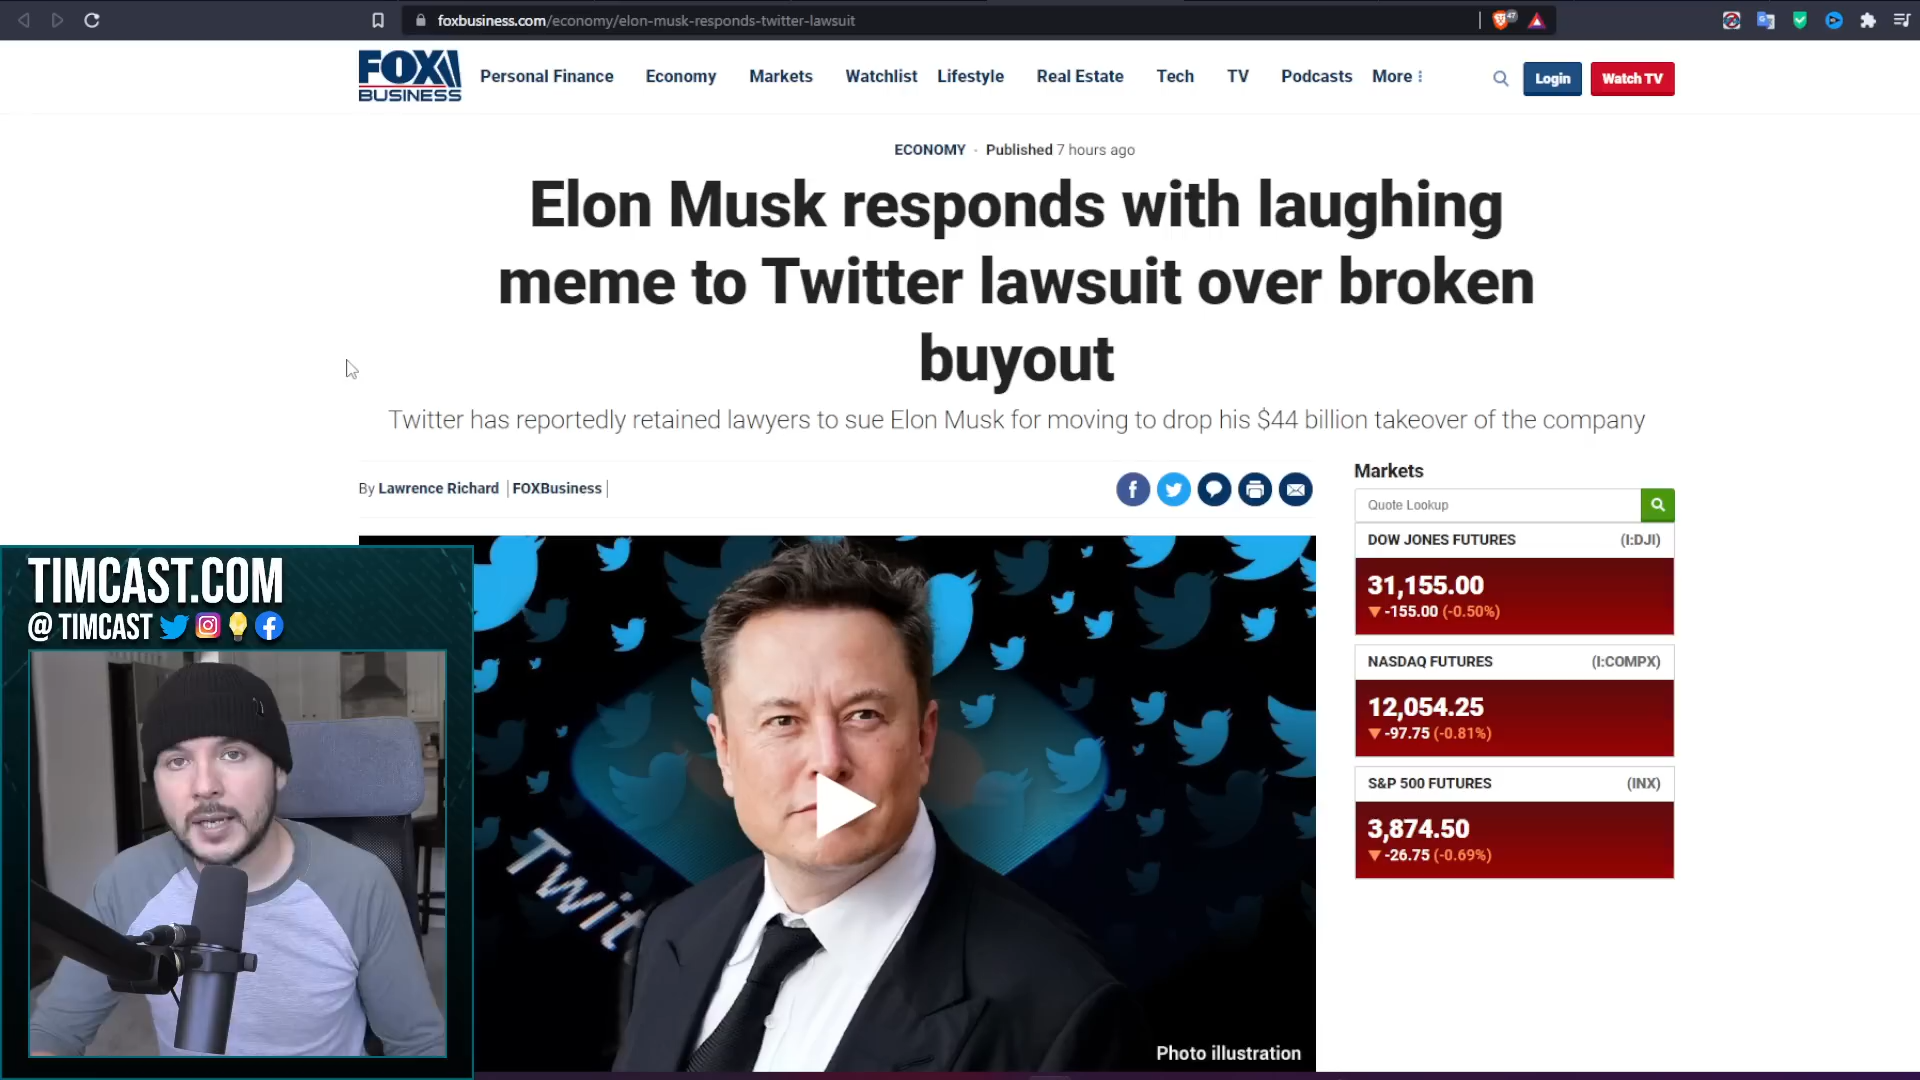 foxbusiness.com/economy/elon-musk-responds-twitter-lawsuit
47
FOX
BUSINESS
Personal Finance
Economy
Markets
Watchlist
Lifestyle
Real Estate
Tech
TV
Podcasts
More
Login
Watch TV
ECONOMY · Published 7 hours ago
Elon Musk responds with laughing
meme to Twitter lawsuit over broken
buyout
Twitter has reportedly retained lawyers to sue Elon Musk for moving to drop his $44 billion takeover of the company
By Lawrence Richard | FOXBusiness |
Markets
Quote Lookup
DOW JONES FUTURES (I:DJI)
31,155.00
▼ -155.00 (-0.50%)
NASDAQ FUTURES (I:COMPX)
12,054.25
▼ -97.75 (-0.81%)
S&P 500 FUTURES (INX)
3,874.50
▼ -26.75 (-0.69%)
TIMCAST.COM
@ TIMCAST
Photo illustration